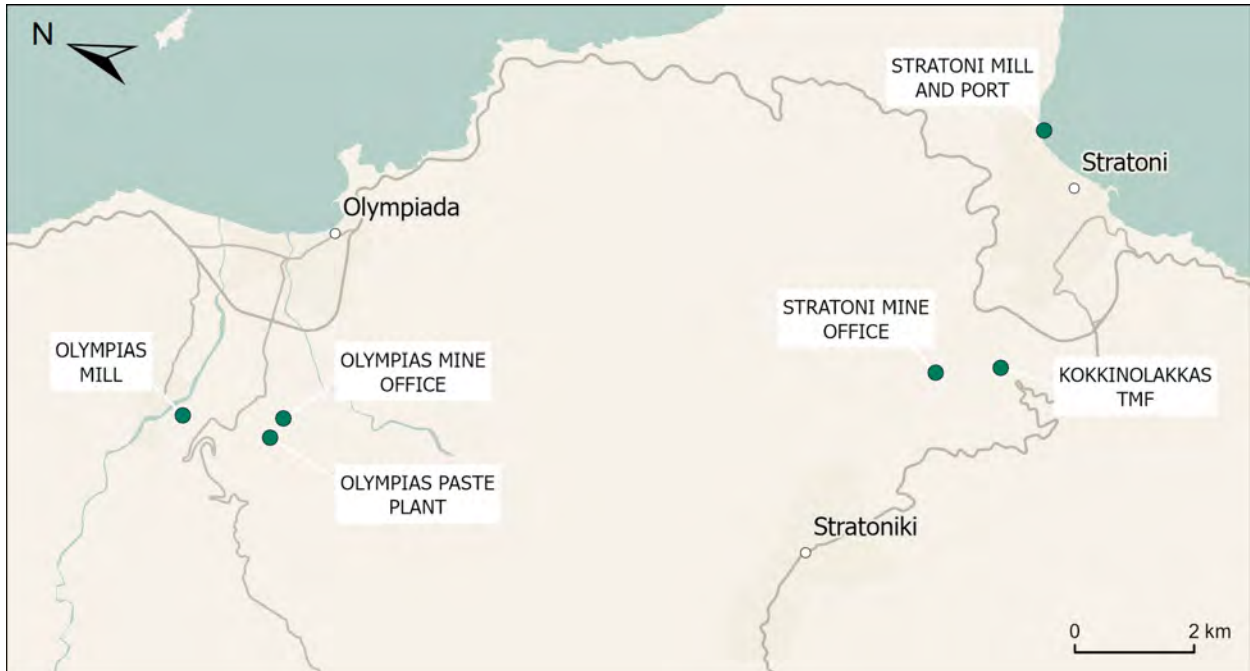 N
STRATONI MILL
AND PORT
Stratoni
Olympiada
STRATONI MINE
OFFICE
OLYMPIAS
MILL
OLYMPIAS MINE
OFFICE
KOKKINOLAKKAS
TMF
OLYMPIAS PASTE
PLANT
Stratoniki
0 2 km